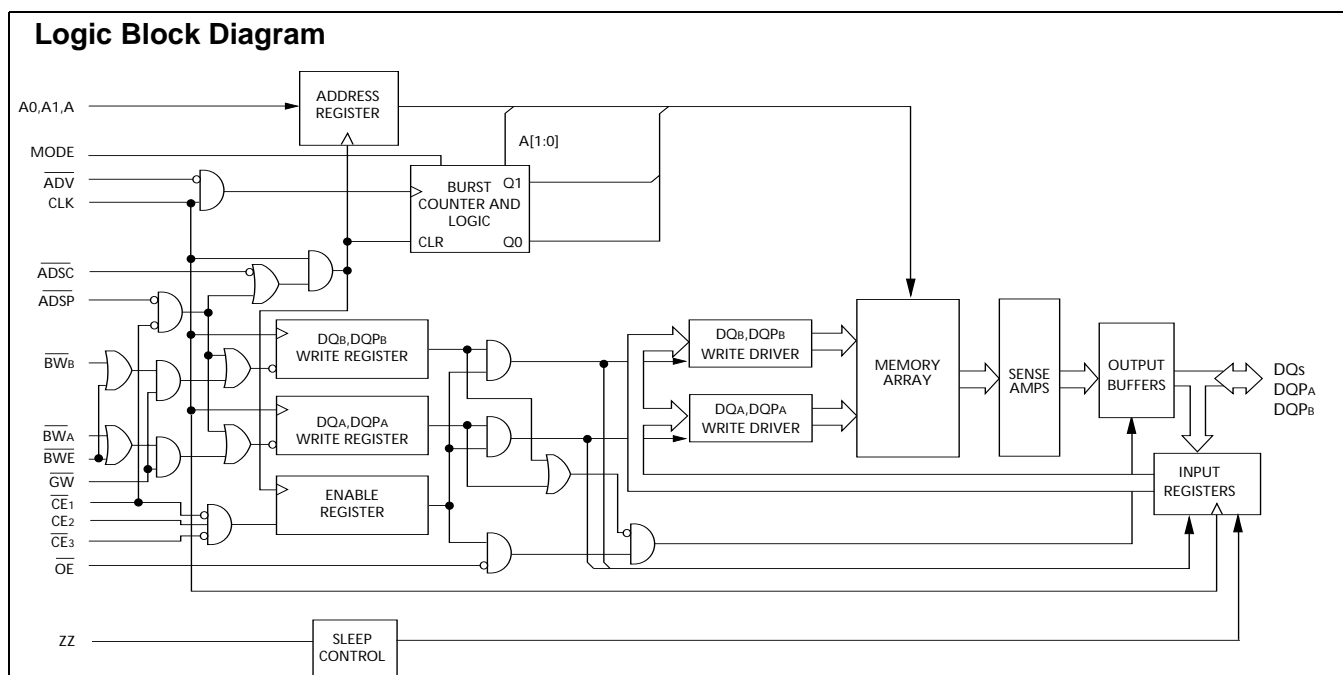 Logic Block Diagram
A0,A1,A
ADDRESS
REGISTER
A[1:0]
MODE
ADV
CLK
BURST
COUNTER AND
LOGIC
Q1
CLR
Q0
ADSC
ADSP
DQB,DQPB
WRITE REGISTER
DQB,DQPB
WRITE DRIVER
MEMORY
ARRAY
SENSE
AMPS
OUTPUT
BUFFERS
DQs
DQPA
DQPB
BWB
DQA,DQPA
WRITE REGISTER
DQA,DQPA
WRITE DRIVER
BWA
BWE
GW
CE1
CE2
CE3
ENABLE
REGISTER
INPUT
REGISTERS
OE
ZZ
SLEEP
CONTROL